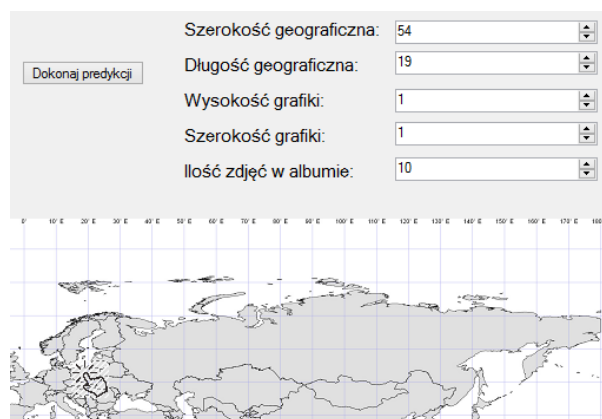 Szerokość geograficzna: 54
Dokonaj predykcji
Długość geograficzna: 19
Wysokość grafiki: 1
Szerokość grafiki: 1
Ilość zdjęć w albumie: 10
0° 10° E 20° E 30° E 40° E 50° E 60° E 70° E 80° E 90° E 100° E 110° E 120° E 130° E 140° E 150° E 160° E 170° E 180